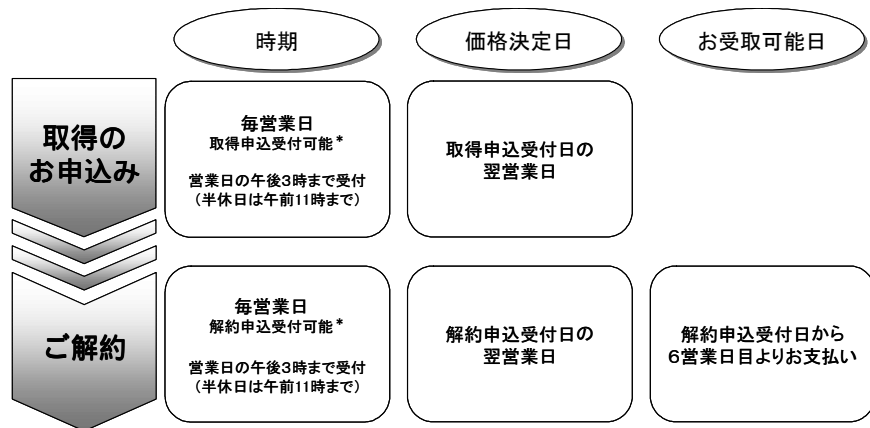 時期
価格決定日
お受取可能日
取得の
お申込み
毎営業日
取得申込受付可能*
営業日の午後3時まで受付
(半休日は午前11時まで)
取得申込受付日の
翌営業日
ご解約
毎営業日
解約申込受付可能*
営業日の午後3時まで受付
(半休日は午前11時まで)
解約申込受付日の
翌営業日
解約申込受付日から
6営業日目よりお支払い